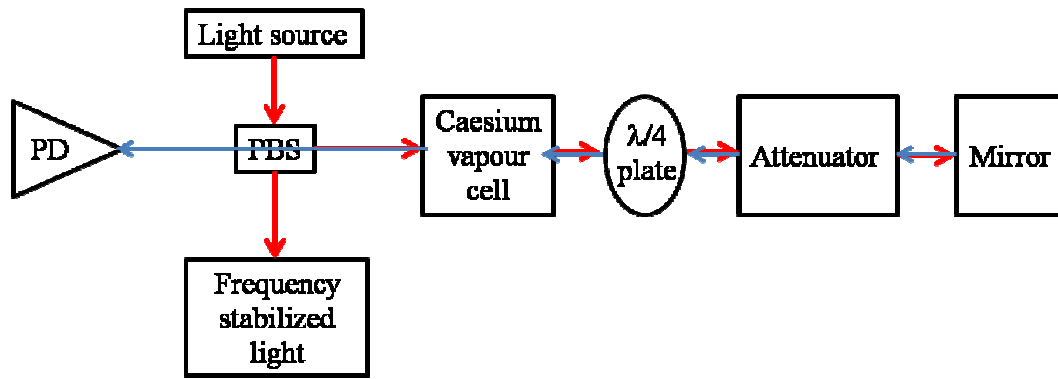 Light source
PD
PBS
Caesium
vapour
cell
λ/4
plate
Attenuator
Mirror
Frequency
stabilized
light